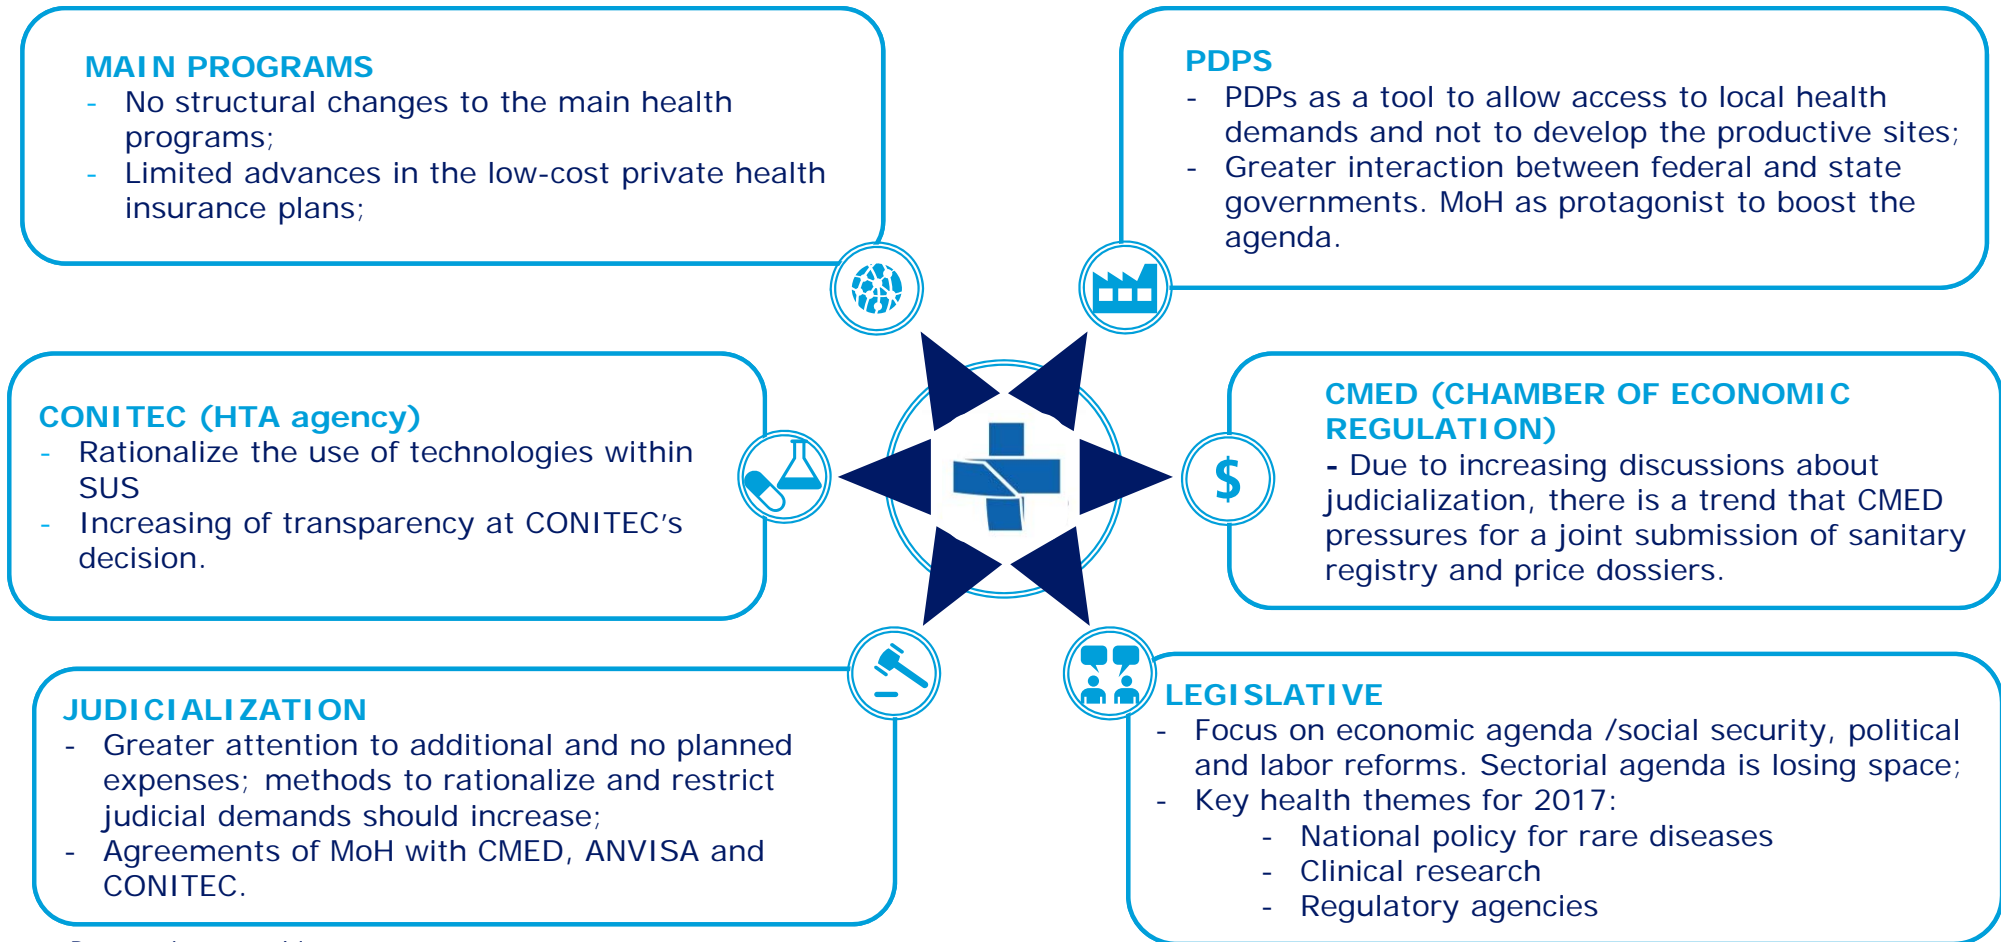 MAIN PROGRAMS
- No structural changes to the main health
programs;
- Limited advances in the low-cost private health
insurance plans;
PDPS
- PDPs as a tool to allow access to local health
demands and not to develop the productive sites;
- Greater interaction between federal and state
governments. MoH as protagonist to boost the
agenda.
CONITEC (HTA agency)
- Rationalize the use of technologies within
SUS
- Increasing of transparency at CONITEC's
decision.
$
CMED (CHAMBER OF ECONOMIC
REGULATION)
- Due to increasing discussions about
judicialization, there is a trend that CMED
pressures for a joint submission of sanitary
registry and price dossiers.
JUDICIALIZATION
- Greater attention to additional and no planned
expenses; methods to rationalize and restrict
judicial demands should increase;
- Agreements of MoH with CMED, ANVISA and
CONITEC.
LEGISLATIVE
- Focus on economic agenda /social security, political
and labor reforms. Sectorial agenda is losing space;
- Key health themes for 2017:
- National policy for rare diseases
- Clinical research
- Regulatory agencies